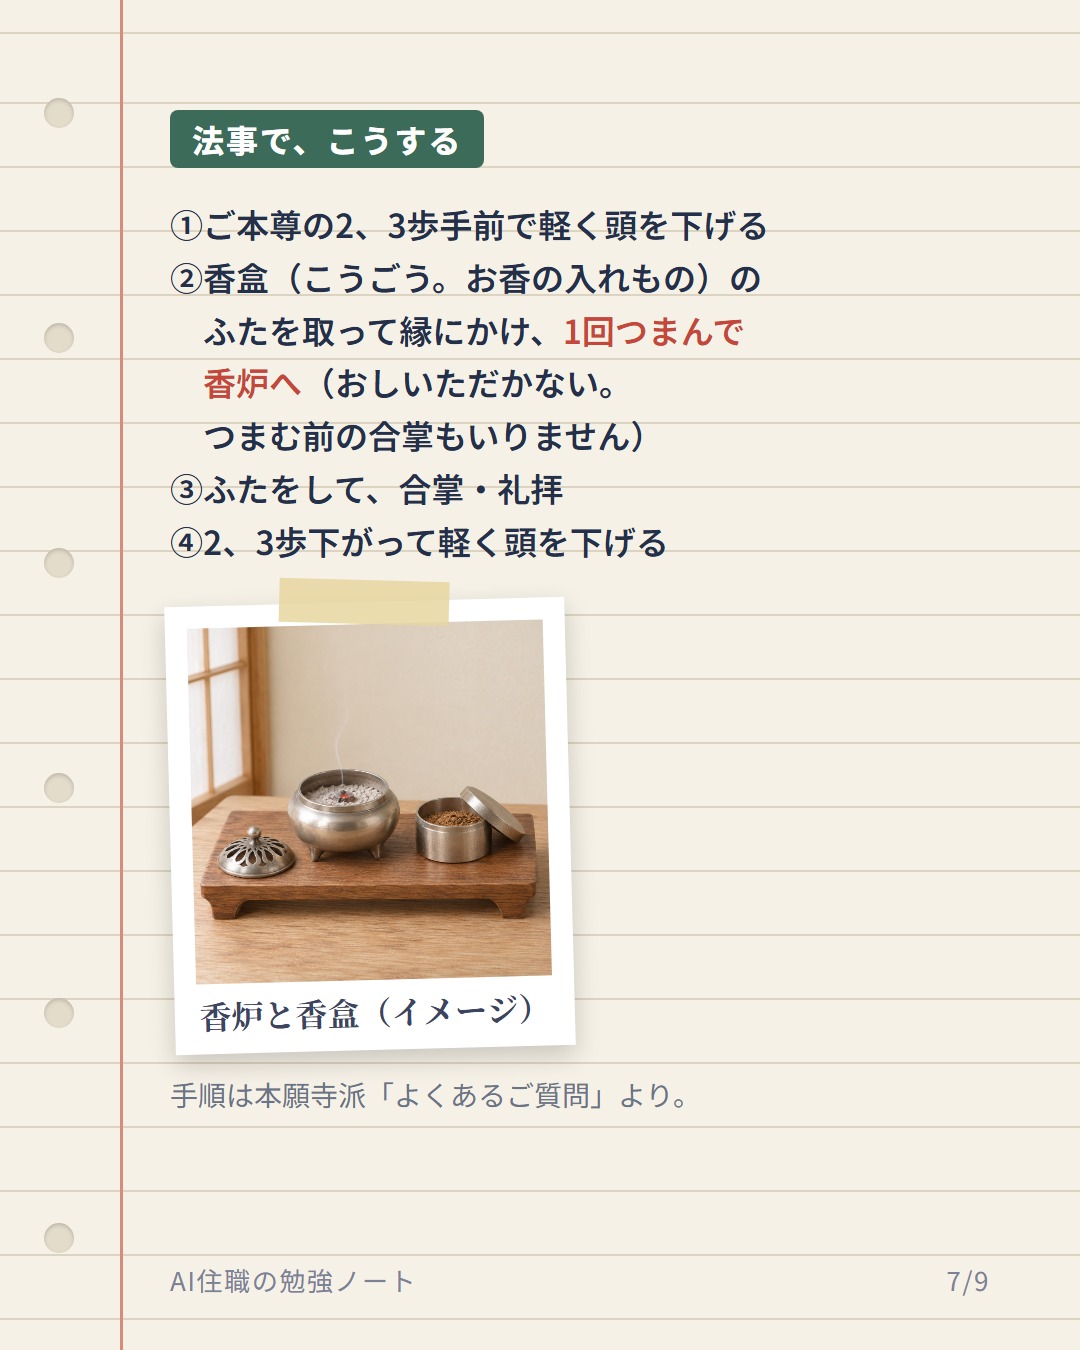 法事で、こうする
①ご本尊の2、3歩手前で軽く頭を下げる
②香盒（こうごう。お香の入れもの）の
ふたを取って縁にかけ、1回つまんで
香炉へ（おしいただかない。
つまむ前の合掌もいりません）
③ふたをして、合掌・礼拝
④2、3歩下がって軽く頭を下げる
香炉と香盒（イメージ）
手順は本願寺派「よくあるご質問」より。
AI住職の勉強ノート
7/9